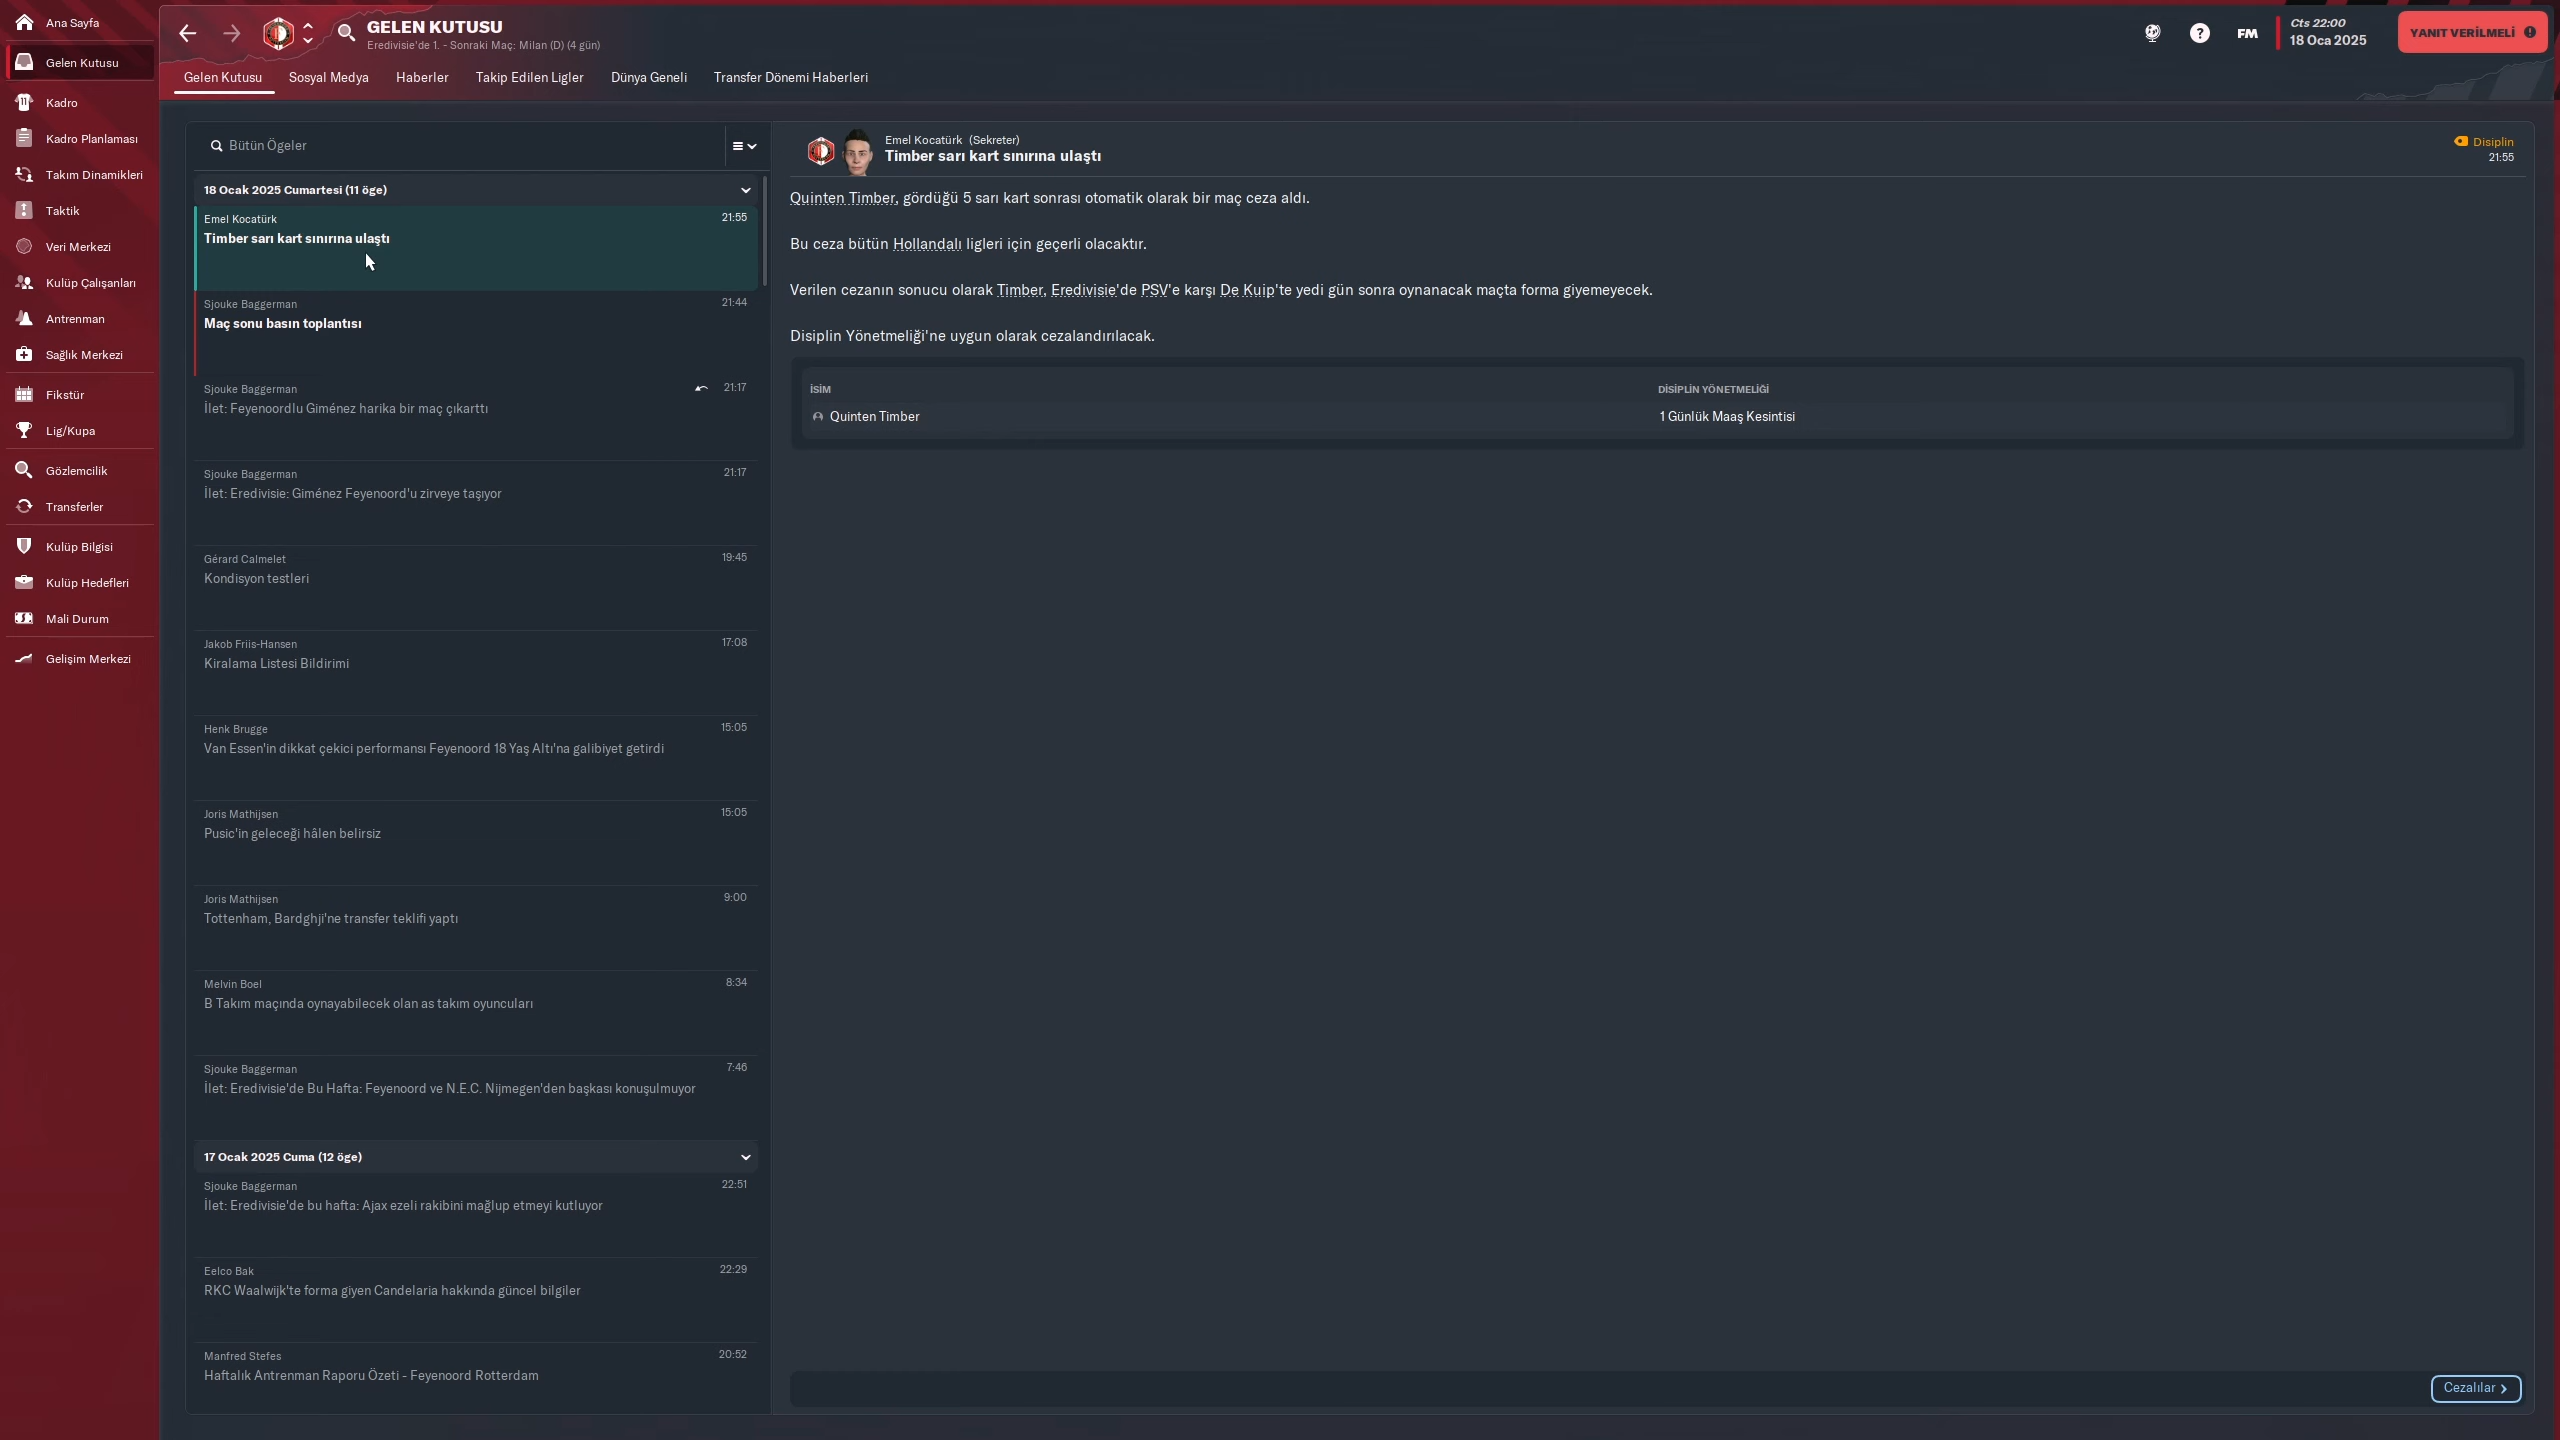 Ana Sayfa
Gelen Kutusu
Kadro
Kadro Planlaması
Takım Dinamikleri
Taktik
Veri Merkezi
Kulüp Çalışanları
Antrenman
Sağlık Merkezi
Fikstür
Lig/Kupa
Gözlemcilik
Transferler
Kulüp Bilgisi
Kulüp Hedefleri
Mali Durum
Gelişim Merkezi
GELEN KUTUSU
Eredivisie'de 1. - Sonraki Maç: Milan (D) (4 gün)
FM
Cts 22:00
18 Oca 2025
YANIT VERİLMELİ
Gelen Kutusu Sosyal Medya Haberler Takip Edilen Ligler Dünya Geneli Transfer Dönemi Haberleri
Bütün Ögeler
18 Ocak 2025 Cumartesi (11 öge)
Emel Kocatürk 21:55
Timber sarı kart sınırına ulaştı
Sjouke Baggerman 21:44
Maç sonu basın toplantısı
Sjouke Baggerman 21:17
İlet: Feyenoordlu Giménez harika bir maç çıkarttı
Sjouke Baggerman 21:17
İlet: Eredivisie: Giménez Feyenoord'u zirveye taşıyor
Gérard Calmelet 19:45
Kondisyon testleri
Jakob Friis-Hansen 17:08
Kiralama Listesi Bildirimi
Henk Brugge 15:05
Van Essen'in dikkat çekici performansı Feyenoord 18 Yaş Altı'na galibiyet getirdi
Joris Mathijsen 15:05
Pusic'in geleceği hâlen belirsiz
Joris Mathijsen 9:00
Tottenham, Bardghji'ne transfer teklifi yaptı
Melvin Boel 8:34
B Takım maçında oynayabilecek olan as takım oyuncuları
Sjouke Baggerman 7:46
İlet: Eredivisie'de Bu Hafta: Feyenoord ve N.E.C. Nijmegen'den başkası konuşulmuyor
17 Ocak 2025 Cuma (12 öge)
Sjouke Baggerman 22:51
İlet: Eredivisie'de bu hafta: Ajax ezeli rakibini mağlup etmeyi kutluyor
Eelco Bak 22:29
RKC Waalwijk'te forma giyen Candelaria hakkında güncel bilgiler
Manfred Stefes 20:52
Haftalık Antrenman Raporu Özeti - Feyenoord Rotterdam
Emel Kocatürk (Sekreter)
Timber sarı kart sınırına ulaştı
Disiplin
21:55
Quinten Timber, gördüğü 5 sarı kart sonrası otomatik olarak bir maç ceza aldı.
Bu ceza bütün Hollandalı ligleri için geçerli olacaktır.
Verilen cezanın sonucu olarak Timber, Eredivisie'de PSV'e karşı De Kuip'te yedi gün sonra oynanacak maçta forma giyemeyecek.
Disiplin Yönetmeliği'ne uygun olarak cezalandırılacak.
İSİM DİSİPLİN YÖNETMELİĞİ
Quinten Timber 1 Günlük Maaş Kesintisi
Cezalılar